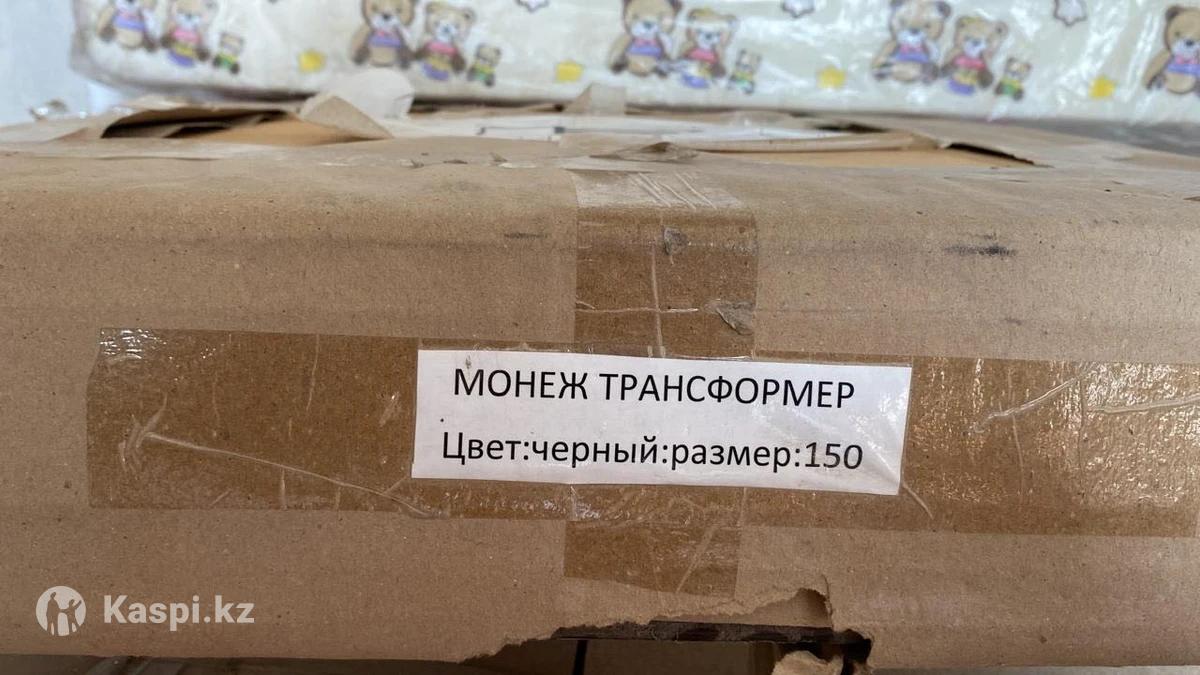 МОНЕЖ ТРАНСФОРМЕР
Цвет:черный:размер:150
Kaspi.kz